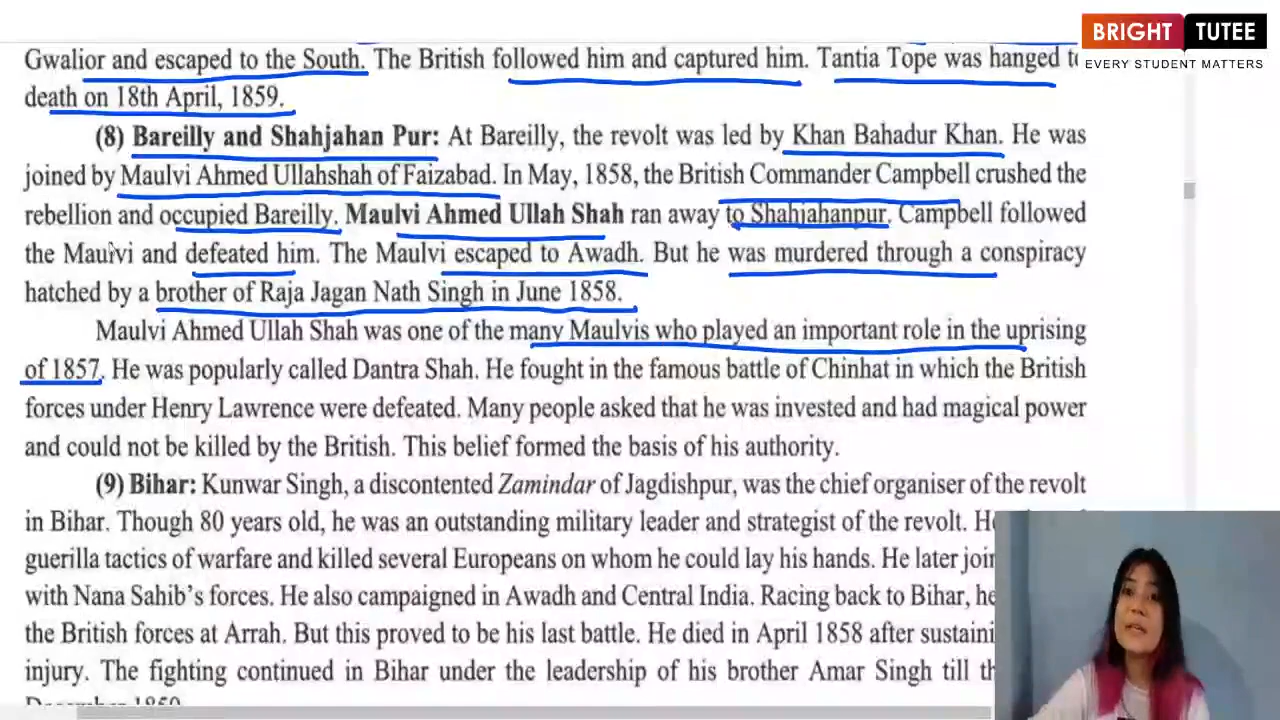 BRIGHT TUTEE
EVERY STUDENT MATTERS
Gwalior and escaped to the South. The British followed him and captured him. Tantia Tope was hanged to
death on 18th April, 1859.
(8) Bareilly and Shahjahan Pur: At Bareilly, the revolt was led by Khan Bahadur Khan. He was
joined by Maulvi Ahmed Ullahshah of Faizabad. In May, 1858, the British Commander Campbell crushed the
rebellion and occupied Bareilly. Maulvi Ahmed Ullah Shah ran away to Shahjahanpur. Campbell followed
the Maulvi and defeated him. The Maulvi escaped to Awadh. But he was murdered through a conspiracy
hatched by a brother of Raja Jagan Nath Singh in June 1858.
Maulvi Ahmed Ullah Shah was one of the many Maulvis who played an important role in the uprising
of 1857. He was popularly called Dantra Shah. He fought in the famous battle of Chinhat in which the British
forces under Henry Lawrence were defeated. Many people asked that he was invested and had magical power
and could not be killed by the British. This belief formed the basis of his authority.
(9) Bihar: Kunwar Singh, a discontented Zamindar of Jagdishpur, was the chief organiser of the revolt
in Bihar. Though 80 years old, he was an outstanding military leader and strategist of the revolt.
guerilla tactics of warfare and killed several Europeans on whom he could lay his hands. He later
with Nana Sahib's forces. He also campaigned in Awadh and Central India. Racing back to Bihar, he
the British forces at Arrah. But this proved to be his last battle. He died in April 1858 after
injury. The fighting continued in Bihar under the leadership of his brother Amar Singh till